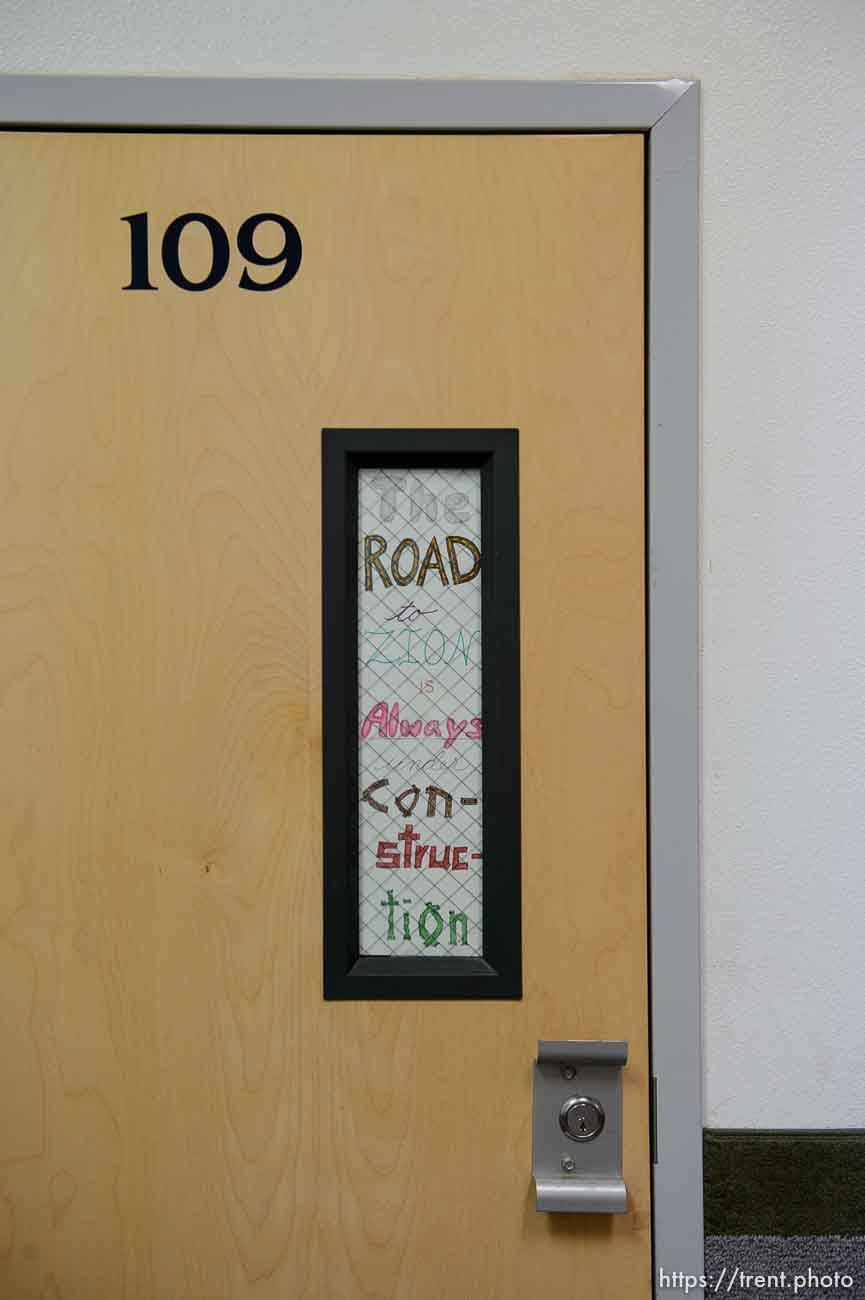 109
The
ROAD
to
ZION
is
Always
under
Con-
struc-
tion
https://trent.photo